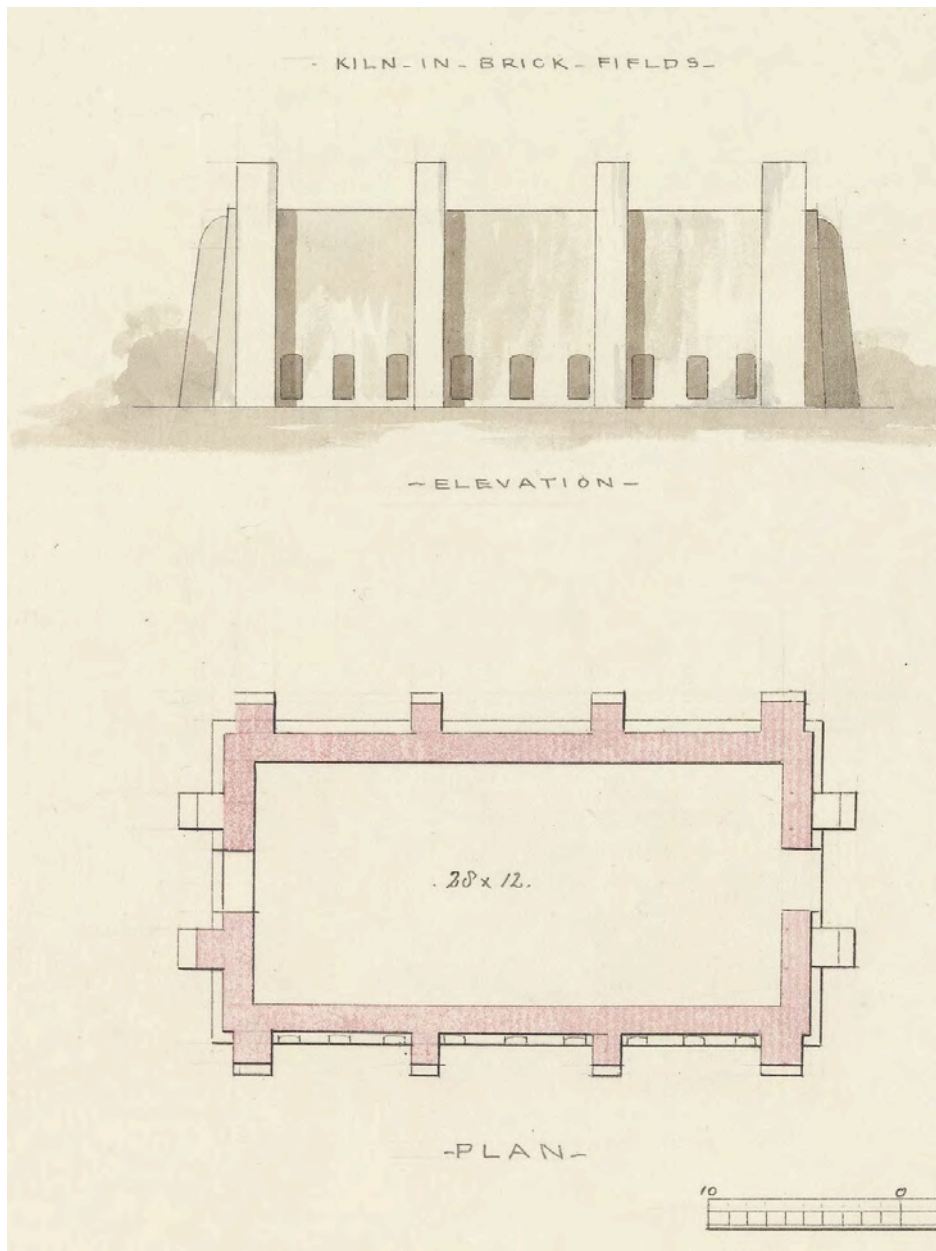 - KILN - IN - BRICK - FIELDS -
- ELEVATION -
. 28 x 12 .
- PLAN -
10 0